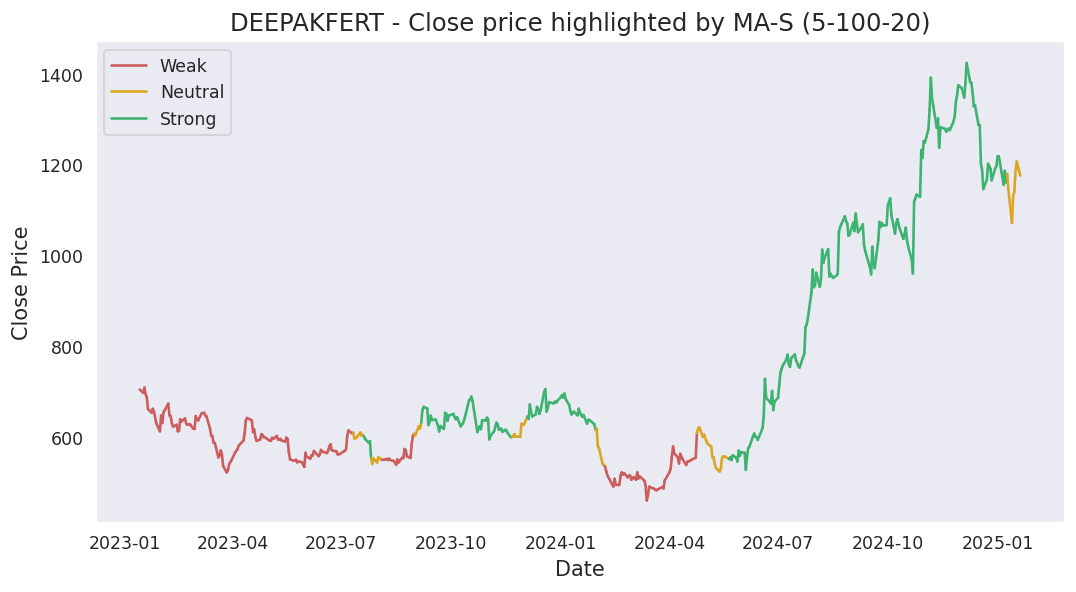 DEEPAKFERT - Close price highlighted by MA-S (5-100-20)
Weak
Neutral
Strong
Close Price
1400
1200
1000
800
600
2023-01 2023-04 2023-07 2023-10 2024-01 2024-04 2024-07 2024-10 2025-01
Date